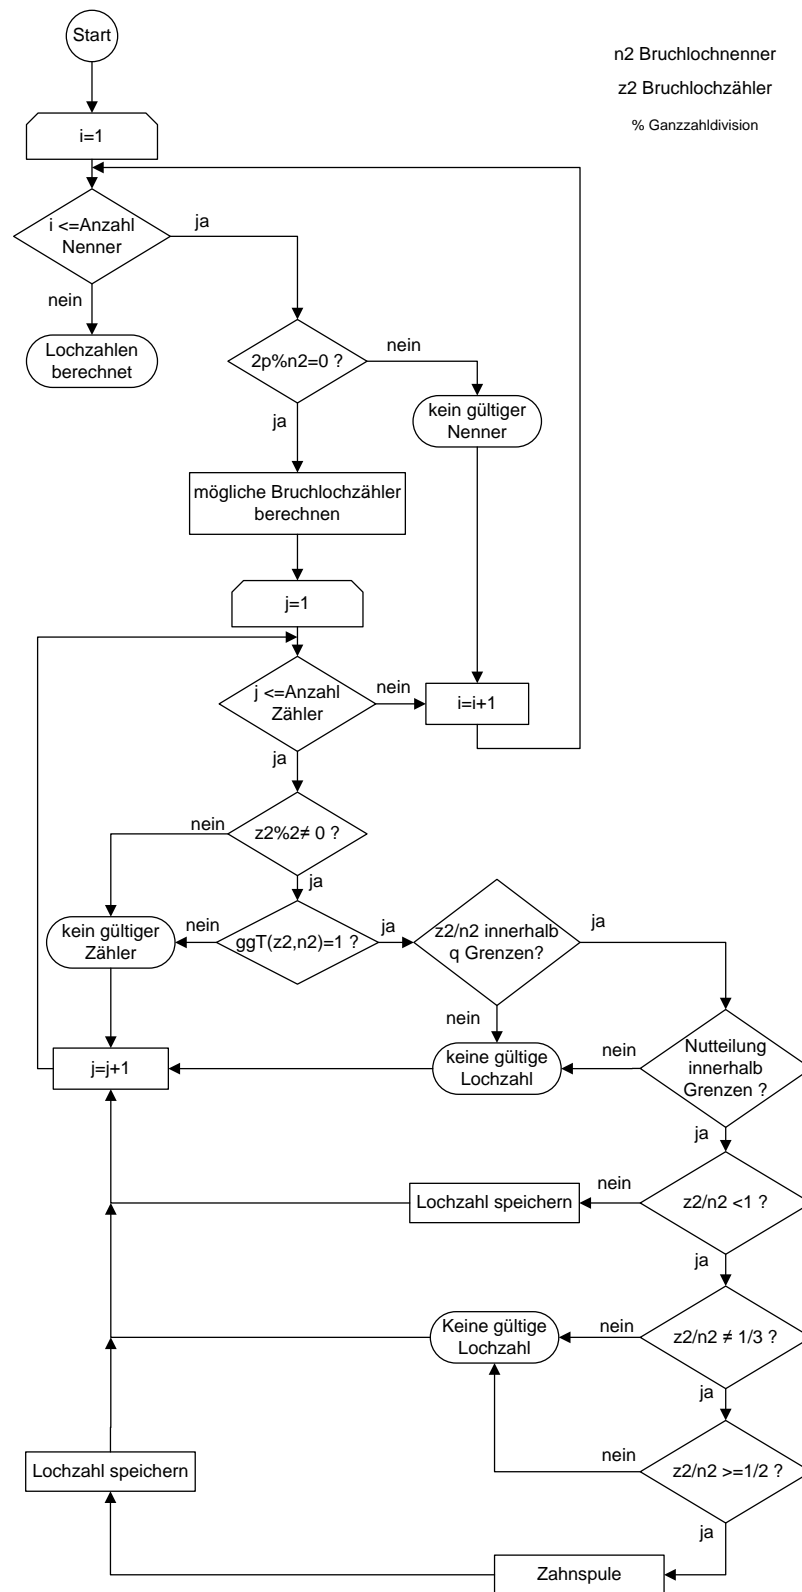 Start
n2 Bruchlochnenner
z2 Bruchlochzähler
% Ganzzahldivision
i=1
i <=Anzahl
Nenner
ja
nein
Lochzahlen
berechnet
2p%n2=0 ?
nein
ja
kein gültiger
Nenner
mögliche Bruchlochzähler
berechnen
j=1
j <=Anzahl
Zähler
nein
i=i+1
ja
z2%2≠ 0 ?
nein
ja
kein gültiger
Zähler
nein
ggT(z2,n2)=1 ?
ja
z2/n2 innerhalb
q Grenzen?
ja
nein
j=j+1
keine gültige
Lochzahl
nein
Nutteilung
innerhalb
Grenzen ?
ja
Lochzahl speichern
nein
z2/n2 <1 ?
ja
Keine gültige
Lochzahl
nein
z2/n2 ≠ 1/3 ?
ja
Lochzahl speichern
nein
z2/n2 >=1/2 ?
ja
Zahnspule